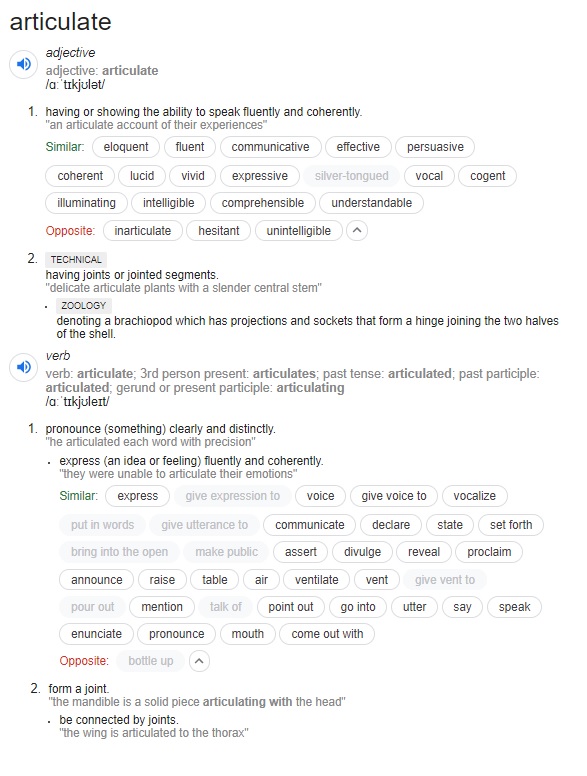 articulate
adjective
adjective: articulate
/ɑːˈtɪkjʊlət/
1. having or showing the ability to speak fluently and coherently.
"an articulate account of their experiences"
Similar: eloquent fluent communicative effective persuasive
coherent lucid vivid expressive silver-tongued vocal cogent
illuminating intelligible comprehensible understandable
Opposite: inarticulate hesitant unintelligible
2. TECHNICAL
having joints or jointed segments.
"delicate articulate plants with a slender central stem"
• ZOOLOGY
denoting a brachiopod which has projections and sockets that form a hinge joining the two halves
of the shell.
verb
verb: articulate; 3rd person present: articulates; past tense: articulated; past participle:
articulated; gerund or present participle: articulating
/ɑːˈtɪkjʊleɪt/
1. pronounce (something) clearly and distinctly.
"he articulated each word with precision"
• express (an idea or feeling) fluently and coherently.
"they were unable to articulate their emotions"
Similar: express give expression to voice give voice to vocalize
put in words give utterance to communicate declare state set forth
bring into the open make public assert divulge reveal proclaim
announce raise table air ventilate vent give vent to
pour out mention talk of point out go into utter say speak
enunciate pronounce mouth come out with
Opposite: bottle up
2. form a joint.
"the mandible is a solid piece articulating with the head"
• be connected by joints.
"the wing is articulated to the thorax"